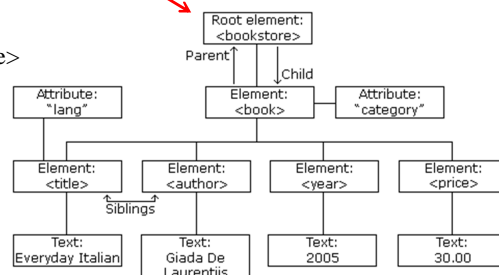 Root element:
<bookstore>
e>
Parent
Child
Attribute:
"lang"
Element:
<book>
Attribute:
"category"
Element:
<title>
Element:
<author>
Element:
<year>
Element:
<price>
Siblings
Text:
Everyday Italian
Text:
Giada De
Laurentiis
Text:
2005
Text:
30.00